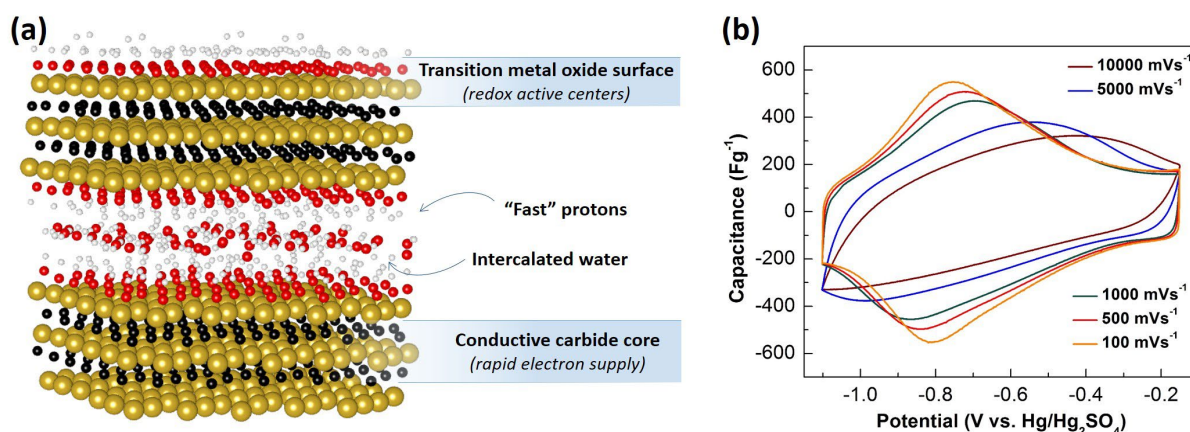 (a)
Transition metal oxide surface
(redox active centers)
“Fast” protons
Intercalated water
Conductive carbide core
(rapid electron supply)
(b)
Capacitance (Fg⁻¹)
600
400
200
0
-200
-400
-600
10000 mVs⁻¹
5000 mVs⁻¹
1000 mVs⁻¹
500 mVs⁻¹
100 mVs⁻¹
-1.0 -0.8 -0.6 -0.4 -0.2
Potential (V vs. Hg/Hg₂SO₄)